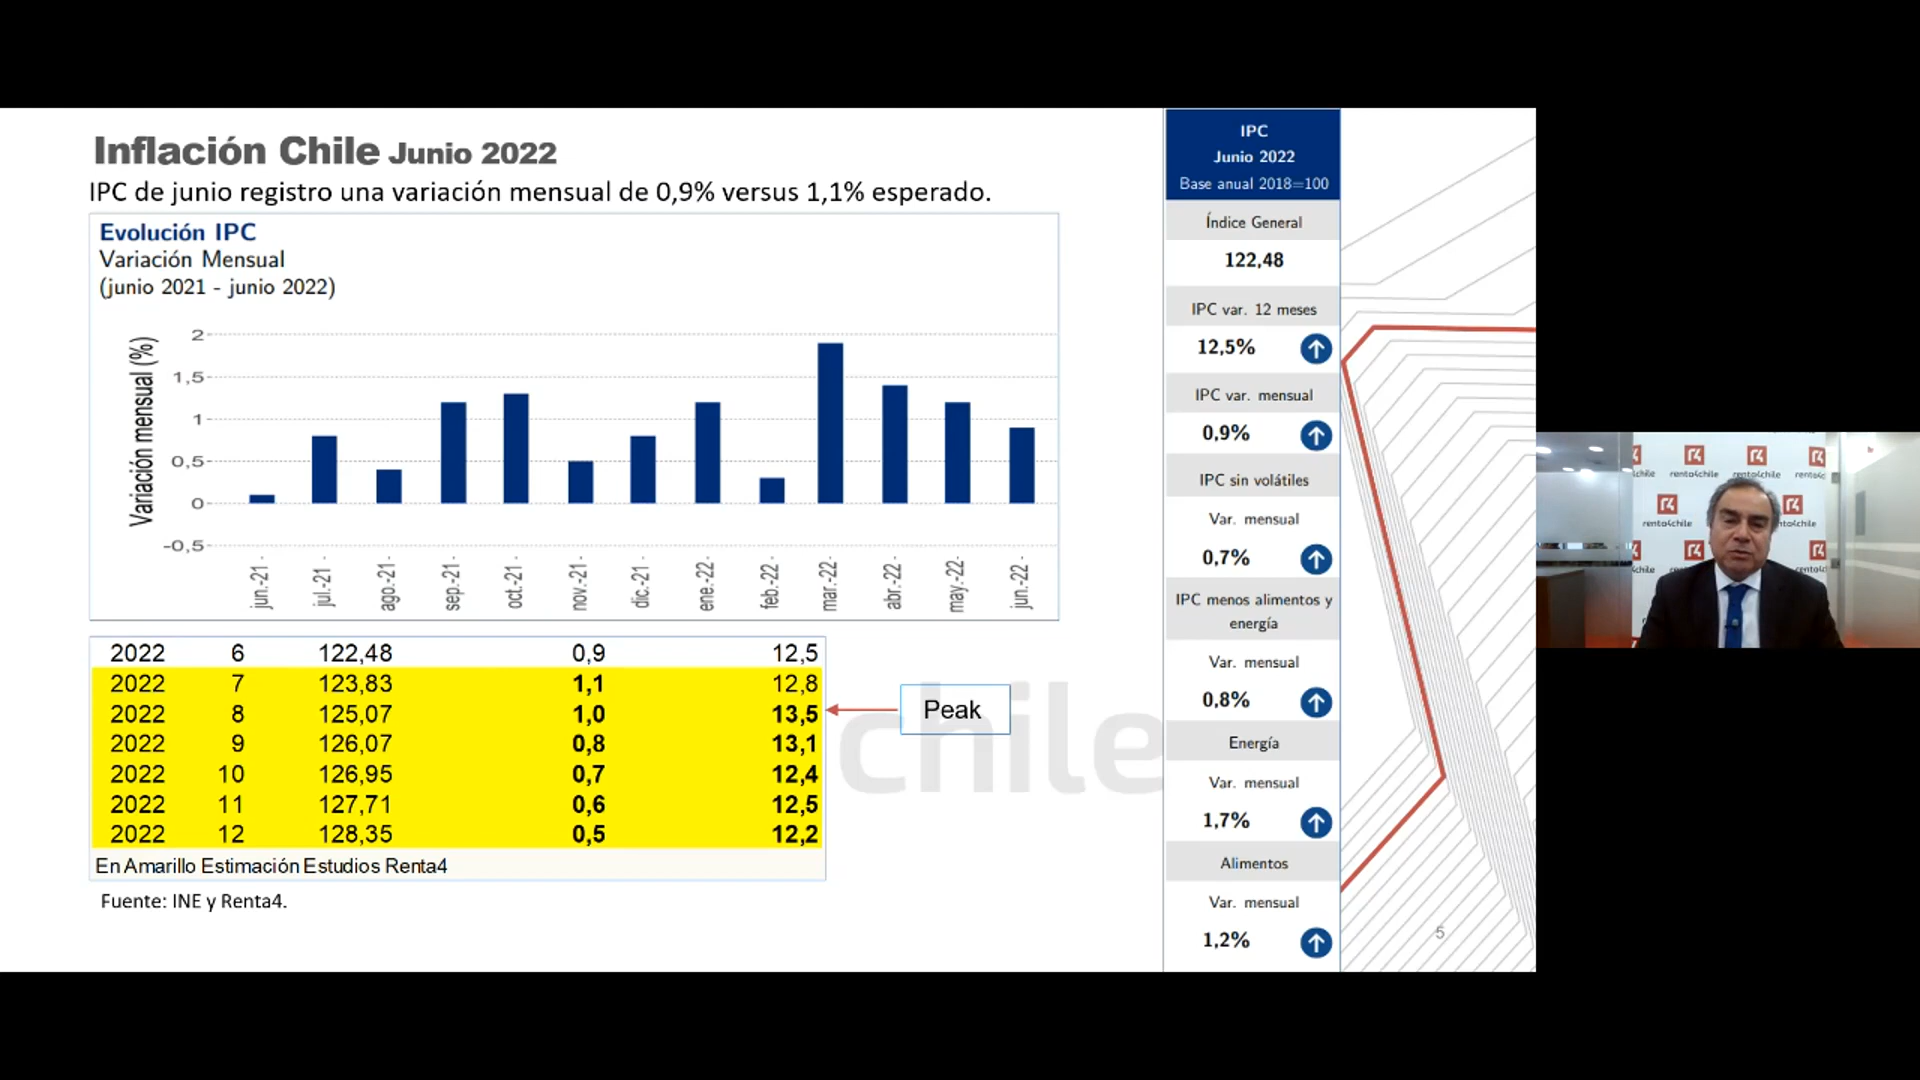 Inflación Chile Junio 2022
IPC de junio registro una variación mensual de 0,9% versus 1,1% esperado.
Evolución IPC
Variación Mensual
(junio 2021 - junio 2022)
Variación mensual (%)
2
1,5
1
0,5
0
-0,5
jun.-21
jul.-21
ago.-21
sep.-21
oct.-21
nov.-21
dic.-21
ene.-22
feb.-22
mar.-22
abr.-22
may.-22
jun.-22
2022 6 122,48 0,9 12,5
2022 7 123,83 1,1 12,8
2022 8 125,07 1,0 13,5
2022 9 126,07 0,8 13,1
2022 10 126,95 0,7 12,4
2022 11 127,71 0,6 12,5
2022 12 128,35 0,5 12,2
En Amarillo Estimación Estudios Renta4
Peak
chile
Fuente: INE y Renta4.
IPC
Junio 2022
Base anual 2018=100
Índice General
122,48
IPC var. 12 meses
12,5%
IPC var. mensual
0,9%
IPC sin volátiles
Var. mensual
0,7%
IPC menos alimentos y
energía
Var. mensual
0,8%
Energía
Var. mensual
1,7%
Alimentos
Var. mensual
1,2%
5
chile renta4chile renta4chile
renta4chile